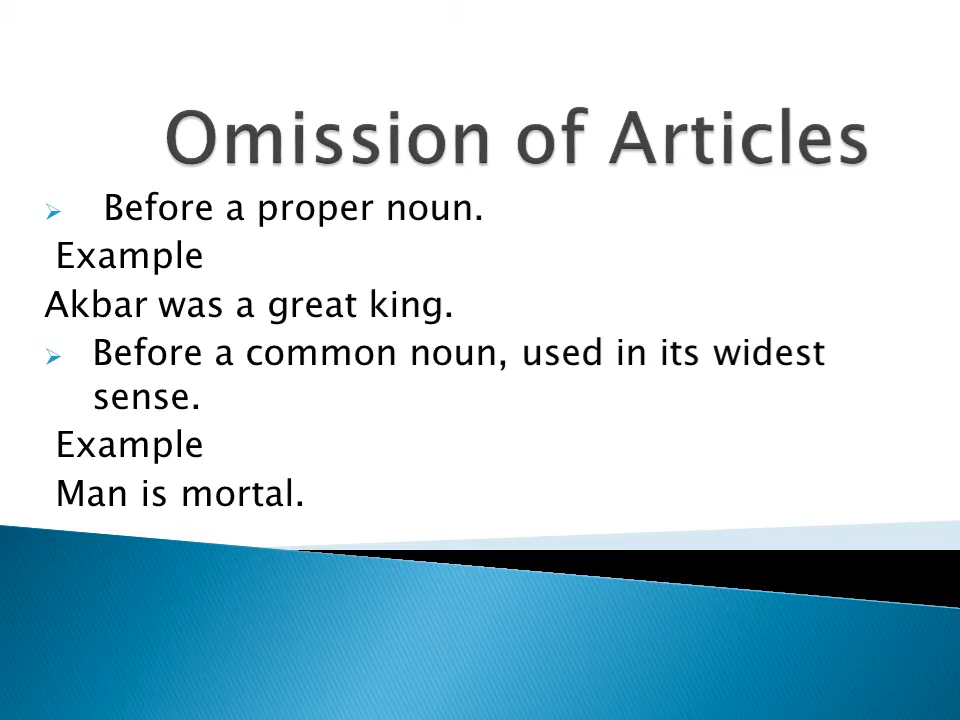 Omission of Articles
Before a proper noun.
Example
Akbar was a great king.
Before a common noun, used in its widest
sense.
Example
Man is mortal.